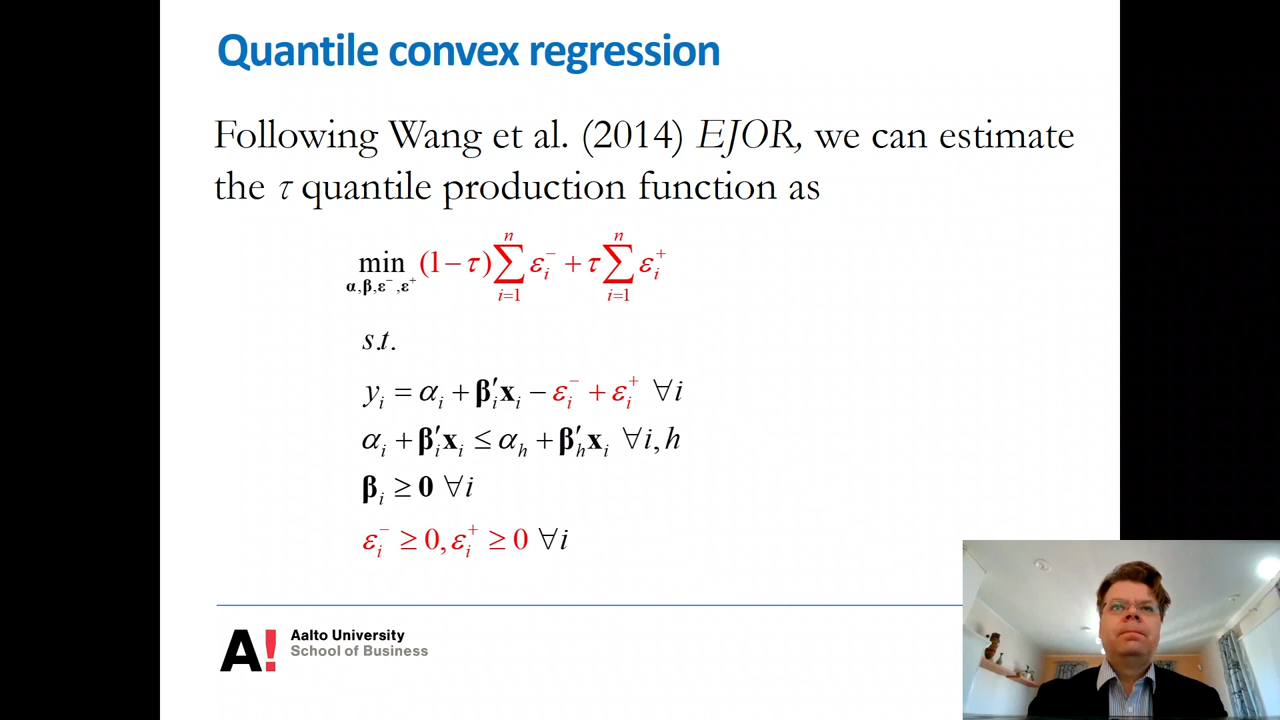 Quantile convex regression
Following Wang et al. (2014) EJOR, we can estimate
the τ quantile production function as
min (1−τ) ∑ εᵢ⁻ + τ ∑ εᵢ⁺
α,β,ε⁻,ε⁺ i=1 n i=1 n
s.t.
yᵢ = αᵢ + β′ᵢxᵢ − εᵢ⁻ + εᵢ⁺ ∀i
αᵢ + β′ᵢxᵢ ≤ αₕ + β′ₕxᵢ ∀i, h
βᵢ ≥ 0 ∀i
εᵢ⁻ ≥ 0, εᵢ⁺ ≥ 0 ∀i
A!
Aalto University
School of Business